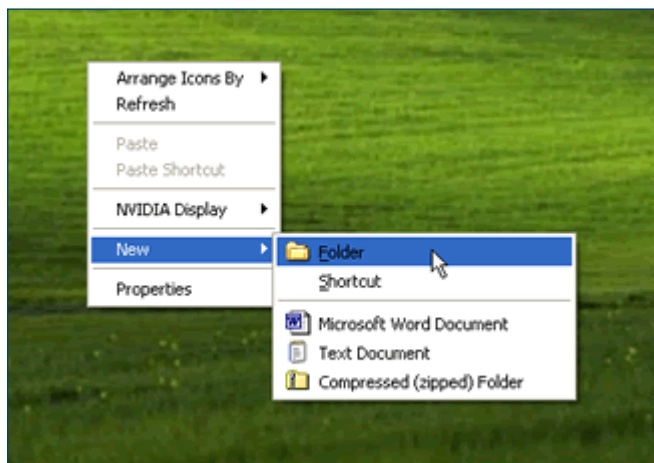 Arrange Icons By
Refresh
Paste
Paste Shortcut
NVIDIA Display
New
Properties
Folder
Shortcut
Microsoft Word Document
Text Document
Compressed (zipped) Folder